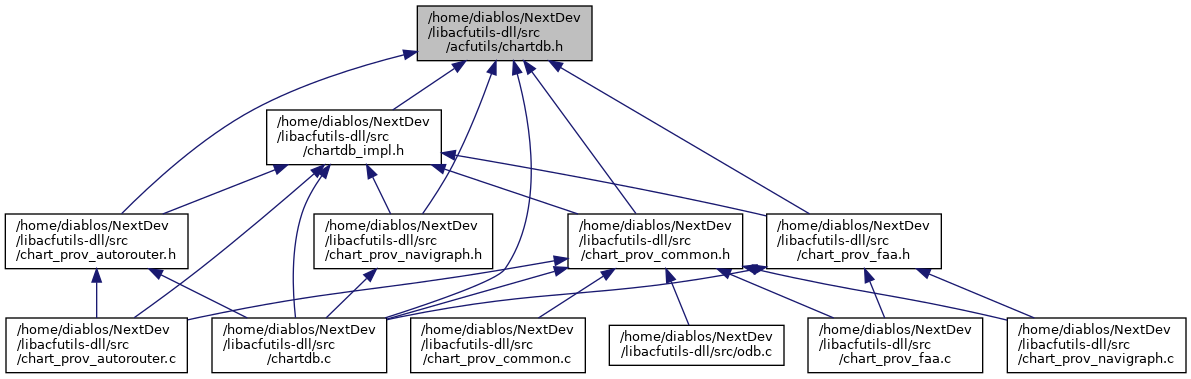 /home/diablos/NextDev
/libacfutils-dll/src
/acfutils/chartdb.h
/home/diablos/NextDev
/libacfutils-dll/src
/chartdb_impl.h
/home/diablos/NextDev
/libacfutils-dll/src
/chart_prov_autorouter.h
/home/diablos/NextDev
/libacfutils-dll/src
/chart_prov_navigraph.h
/home/diablos/NextDev
/libacfutils-dll/src
/chart_prov_common.h
/home/diablos/NextDev
/libacfutils-dll/src
/chart_prov_faa.h
/home/diablos/NextDev
/libacfutils-dll/src
/chart_prov_autorouter.c
/home/diablos/NextDev
/libacfutils-dll/src
/chartdb.c
/home/diablos/NextDev
/libacfutils-dll/src
/chart_prov_common.c
/home/diablos/NextDev
/libacfutils-dll/src/odb.c
/home/diablos/NextDev
/libacfutils-dll/src
/chart_prov_faa.c
/home/diablos/NextDev
/libacfutils-dll/src
/chart_prov_navigraph.c